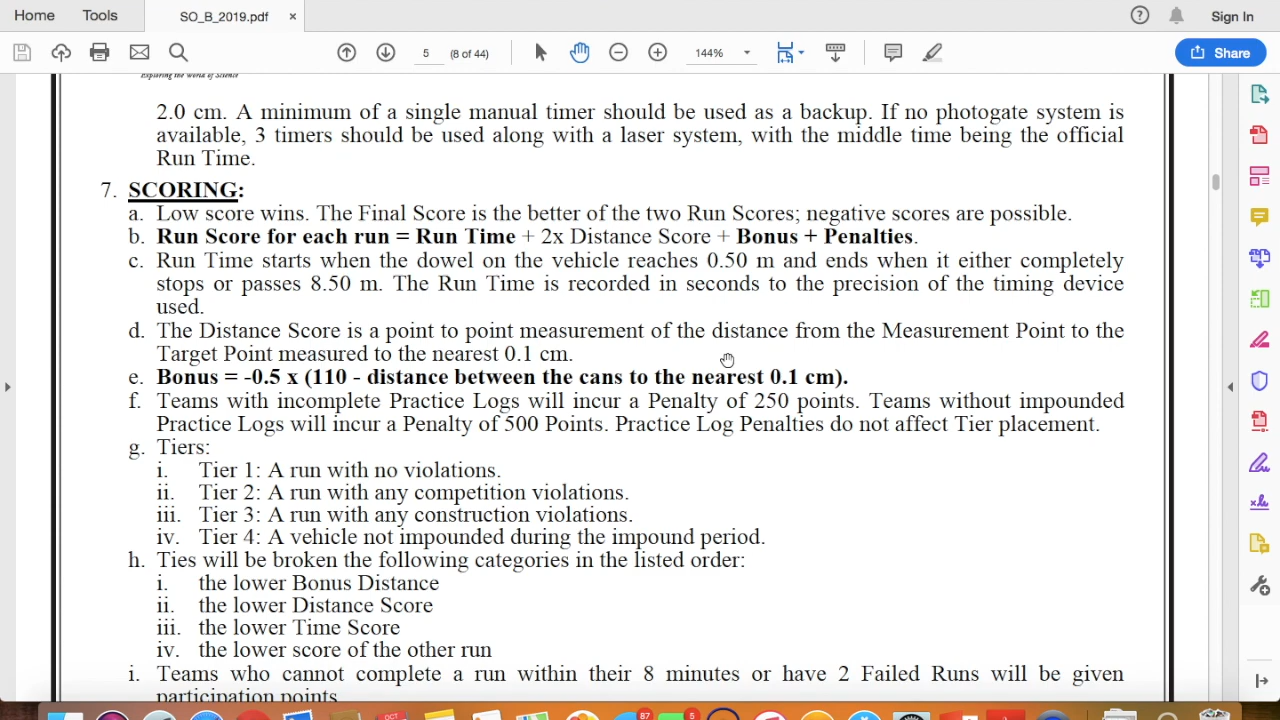 Home Tools SO_B_2019.pdf × ? Sign In
5 (8 of 44) 144% Share
Exploring the World of Science
2.0 cm. A minimum of a single manual timer should be used as a backup. If no photogate system is
available, 3 timers should be used along with a laser system, with the middle time being the official
Run Time.
7. SCORING:
a. Low score wins. The Final Score is the better of the two Run Scores; negative scores are possible.
b. Run Score for each run = Run Time + 2x Distance Score + Bonus + Penalties.
c. Run Time starts when the dowel on the vehicle reaches 0.50 m and ends when it either completely
stops or passes 8.50 m. The Run Time is recorded in seconds to the precision of the timing device
used.
d. The Distance Score is a point to point measurement of the distance from the Measurement Point to the
Target Point measured to the nearest 0.1 cm.
e. Bonus = -0.5 x (110 - distance between the cans to the nearest 0.1 cm).
f. Teams with incomplete Practice Logs will incur a Penalty of 250 points. Teams without impounded
Practice Logs will incur a Penalty of 500 Points. Practice Log Penalties do not affect Tier placement.
g. Tiers:
i. Tier 1: A run with no violations.
ii. Tier 2: A run with any competition violations.
iii. Tier 3: A run with any construction violations.
iv. Tier 4: A vehicle not impounded during the impound period.
h. Ties will be broken the following categories in the listed order:
i. the lower Bonus Distance
ii. the lower Distance Score
iii. the lower Time Score
iv. the lower score of the other run
i. Teams who cannot complete a run within their 8 minutes or have 2 Failed Runs will be given
participation points.
OCT 87 5